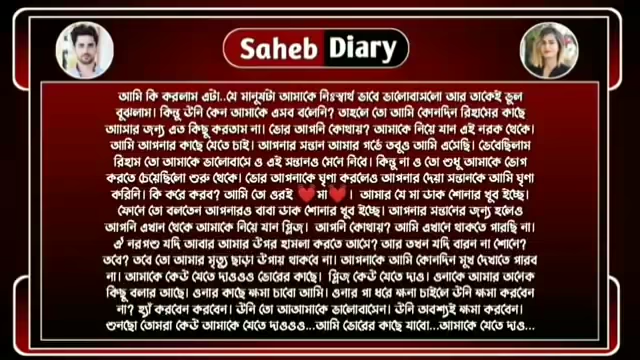 Saheb Diary
আমি কি করলাম এটা..যে মানুষটা আমাকে নিঃস্বার্থ ভাবে ভালোবাসলো আর তাকেই ভুল
বুঝলাম। কিন্তু উনি কেন আমাকে এসব বলেনি? তাহলে তো আমি কোনদিন রিহামের কাছে
আসার জন্য এত কিছু করতাম না। ভোর আপনি কোথায়? আমাকে নিয়ে যান এই নরক থেকে।
আমি আপনার কাছে যেতে চাই। আপনার সন্তান আমার গর্ভে তবুও আমি এসেছি। ভেবেছিলাম
রিহাম তো আমাকে ভালোবাসে ও এই সন্তানও মেনে নিবে। কিন্তু না ও তো শুধু আমাকে ভোগ
করতে চেয়েছিলো শুরু থেকে। ভোর আপনাকে ঘৃণা করলেও আপনার দেয়া সন্তানকে আমি ঘৃণা
করিনি। কি করে করব? আমি তো ওরই ❤️মা❤️। আমার যে মা ডাক শোনার খুব ইচ্ছে।
ফোনে তো বলতেন আপনারও বাবা ডাক শোনার খুব ইচ্ছে। আপনার সন্তানের জন্য হলেও
আপনি এখান থেকে আমাকে নিয়ে যান প্লিজ। আপনি কোথায়? আমি এখানে থাকতে পারছি না।
ঐ নরপশু যদি আবার আমার উপর হামলা করতে আসে? আর তখন যদি বারন না শোনে?
তবে? তবে তো আমার মৃত্যু ছাড়া উপায় থাকবে না। আপনাকে আমি কোনদিন মুখ দেখাতে পারব
না। আমাকে কেউ যেতে দাওওও ভোরের কাছে। প্লিজ কেউ যেতে দাও। ওনাকে আমার অনেক
কিছু বলার আছে। ওনার কাছে ক্ষমা চাবো আমি। ওনার পা ধরে ক্ষমা চাইলে উনি ক্ষমা করবেন
না? হ্যাঁ করবেন করবেন। উনি তো আআমাকে ভালোবাসেন। উনি অবশ্যই ক্ষমা করবেন।
শুনছো তোমরা কেউ আমাকে যেতে দাওওও...আমি ভোরের কাছে যাবো...আমাকে যেতে দাও...